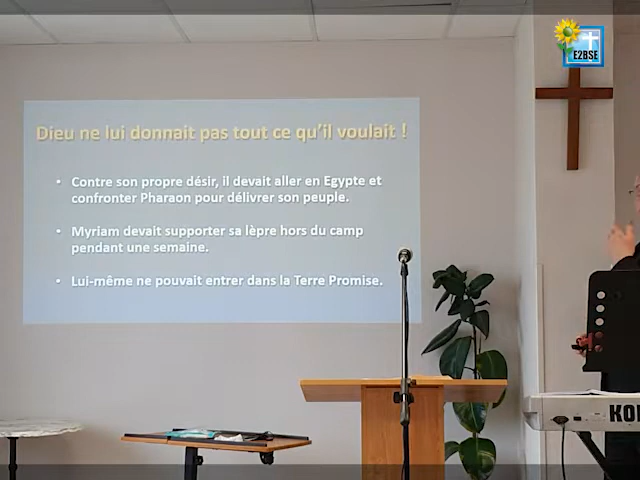 E2BSE
Dieu ne lui donnait pas tout ce qu'il voulait !
• Contre son propre désir, il devait aller en Egypte et
confronter Pharaon pour délivrer son peuple.
• Myriam devait supporter sa lèpre hors du camp
pendant une semaine.
• Lui-même ne pouvait entrer dans la Terre Promise.